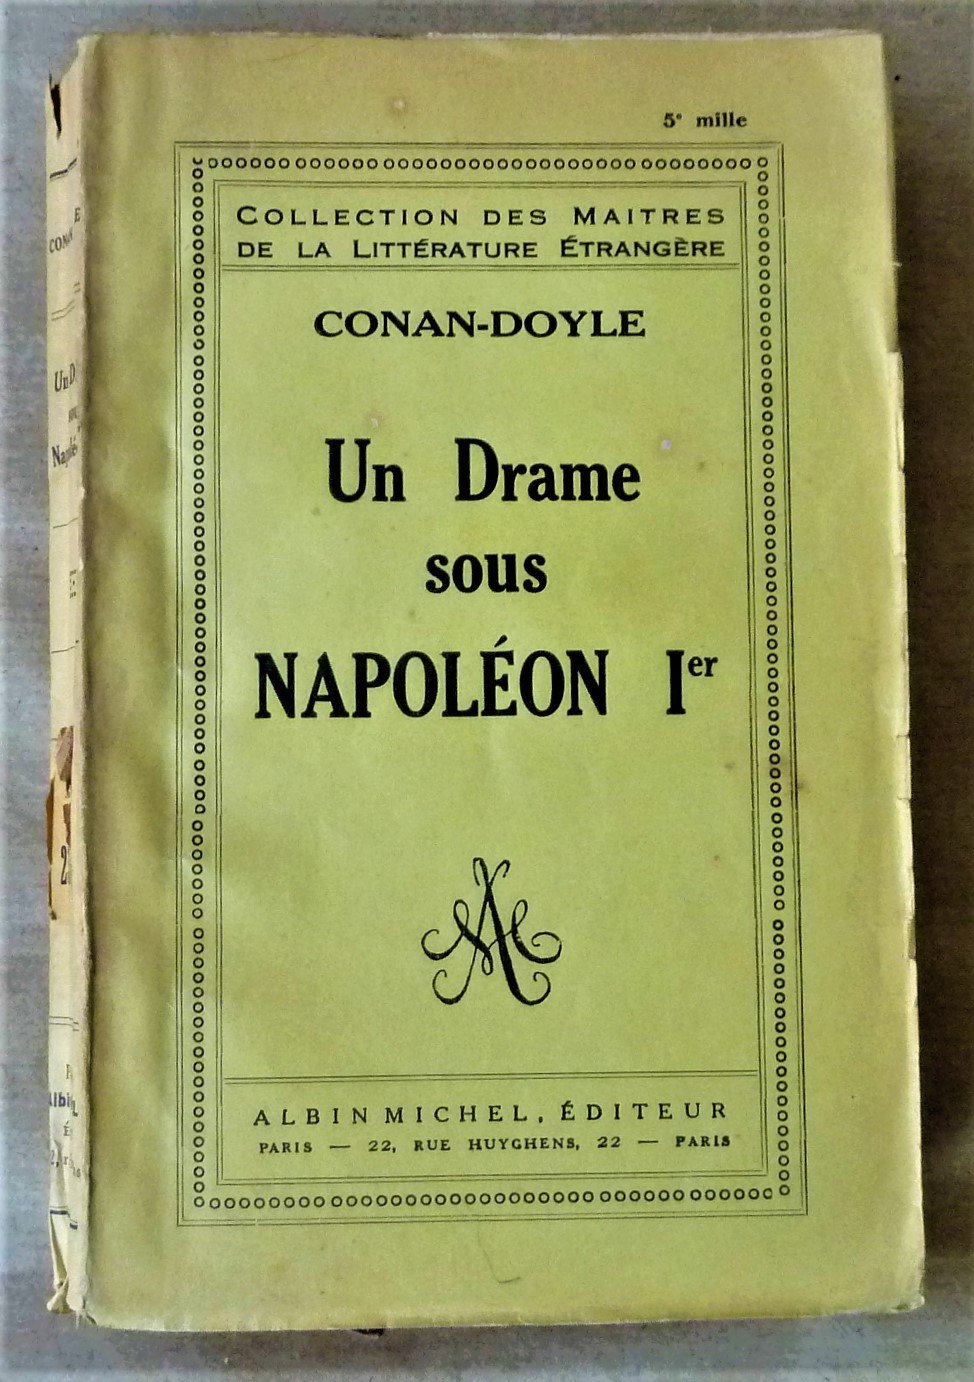 5e mille
COLLECTION DES MAITRES
DE LA LITTÉRATURE ÉTRANGÈRE
CONAN-DOYLE
Un Drame
sous
NAPOLÉON Ier
ALBIN MICHEL, ÉDITEUR
PARIS — 22, RUE HUYGHENS, 22 — PARIS